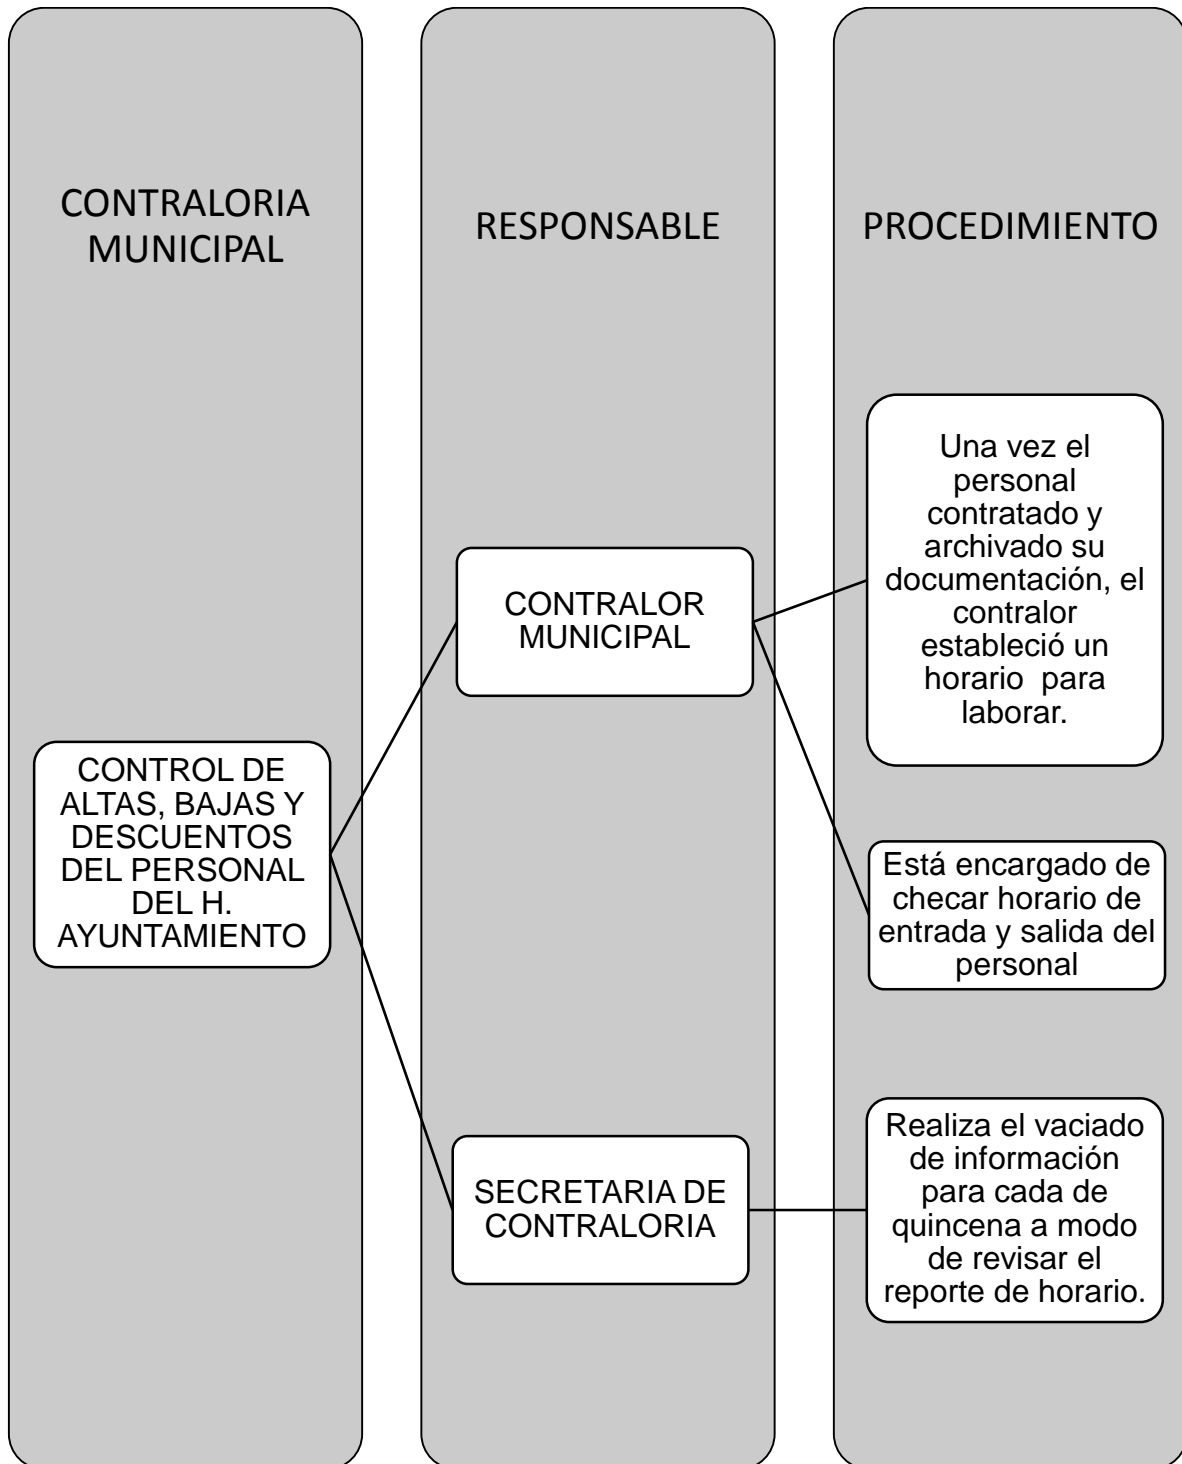 CONTRALORIA
MUNICIPAL
RESPONSABLE
PROCEDIMIENTO
CONTROL DE
ALTAS, BAJAS Y
DESCUENTOS
DEL PERSONAL
DEL H.
AYUNTAMIENTO
CONTRALOR
MUNICIPAL
SECRETARIA DE
CONTRALORIA
Una vez el
personal
contratado y
archivado su
documentación, el
contralor
estableció un
horario  para
laborar.
Está encargado de
checar horario de
entrada y salida del
personal
Realiza el vaciado
de información
para cada de
quincena a modo
de revisar el
reporte de horario.